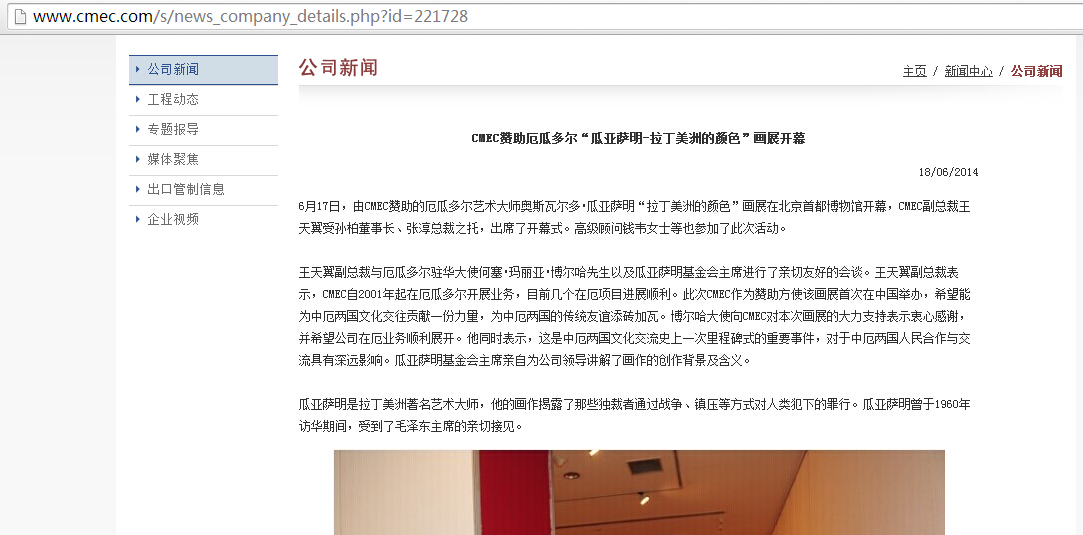 www.cmec.com/s/news_company_details.php?id=221728
公司新闻
工程动态
专题报导
媒体聚焦
出口管制信息
企业视频
公司新闻
主页 / 新闻中心 / 公司新闻
CMEC赞助厄瓜多尔“瓜亚萨明-拉丁美洲的颜色”画展开幕
18/06/2014
6月17日，由CMEC赞助的厄瓜多尔艺术大师奥斯瓦尔多·瓜亚萨明“拉丁美洲的颜色”画展在北京首都博物馆开幕，CMEC副总裁王
天翼受孙柏董事长、张淳总裁之托，出席了开幕式。高级顾问钱韦女士等也参加了此次活动。
王天翼副总裁与厄瓜多尔驻华大使何塞·玛丽亚·博尔哈先生以及瓜亚萨明基金会主席进行了亲切友好的会谈。王天翼副总裁表
示，CMEC自2001年起在厄瓜多尔开展业务，目前几个在厄项目进展顺利。此次CMEC作为赞助方使该画展首次在中国举办，希望能
为中厄两国文化交往贡献一份力量，为中厄两国的传统友谊添砖加瓦。博尔哈大使向CMEC对本次画展的大力支持表示衷心感谢，
并希望公司在厄业务顺利展开。他同时表示，这是中厄两国文化交流史上一次里程碑式的重要事件，对于中厄两国人民合作与交
流具有深远影响。瓜亚萨明基金会主席亲自为公司领导讲解了画作的创作背景及含义。
瓜亚萨明是拉丁美洲著名艺术大师，他的画作揭露了那些独裁者通过战争、镇压等方式对人类犯下的罪行。瓜亚萨明曾于1960年
访华期间，受到了毛泽东主席的亲切接见。